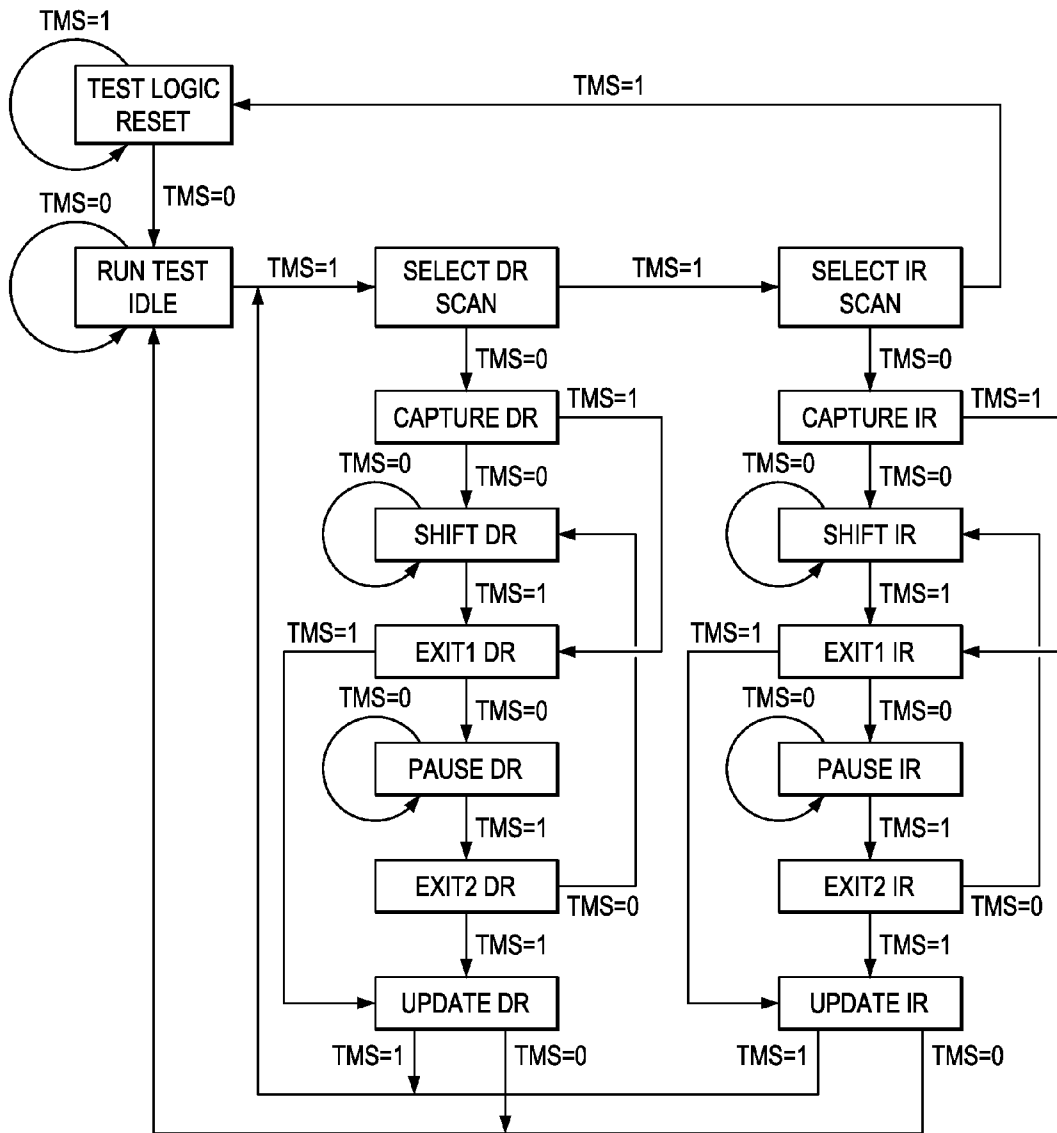 TMS=1
TEST LOGIC
RESET
TMS=1
TMS=0
TMS=0
RUN TEST
IDLE
TMS=1
SELECT DR
SCAN
TMS=1
SELECT IR
SCAN
TMS=0
TMS=0
CAPTURE DR
TMS=1
CAPTURE IR
TMS=1
TMS=0
TMS=0
TMS=0
TMS=0
SHIFT DR
SHIFT IR
TMS=1
TMS=1
TMS=1
EXIT1 DR
TMS=1
EXIT1 IR
TMS=0
TMS=0
TMS=0
TMS=0
PAUSE DR
PAUSE IR
TMS=1
TMS=1
EXIT2 DR
TMS=0
EXIT2 IR
TMS=0
TMS=1
TMS=1
UPDATE DR
UPDATE IR
TMS=1
TMS=0
TMS=1
TMS=0